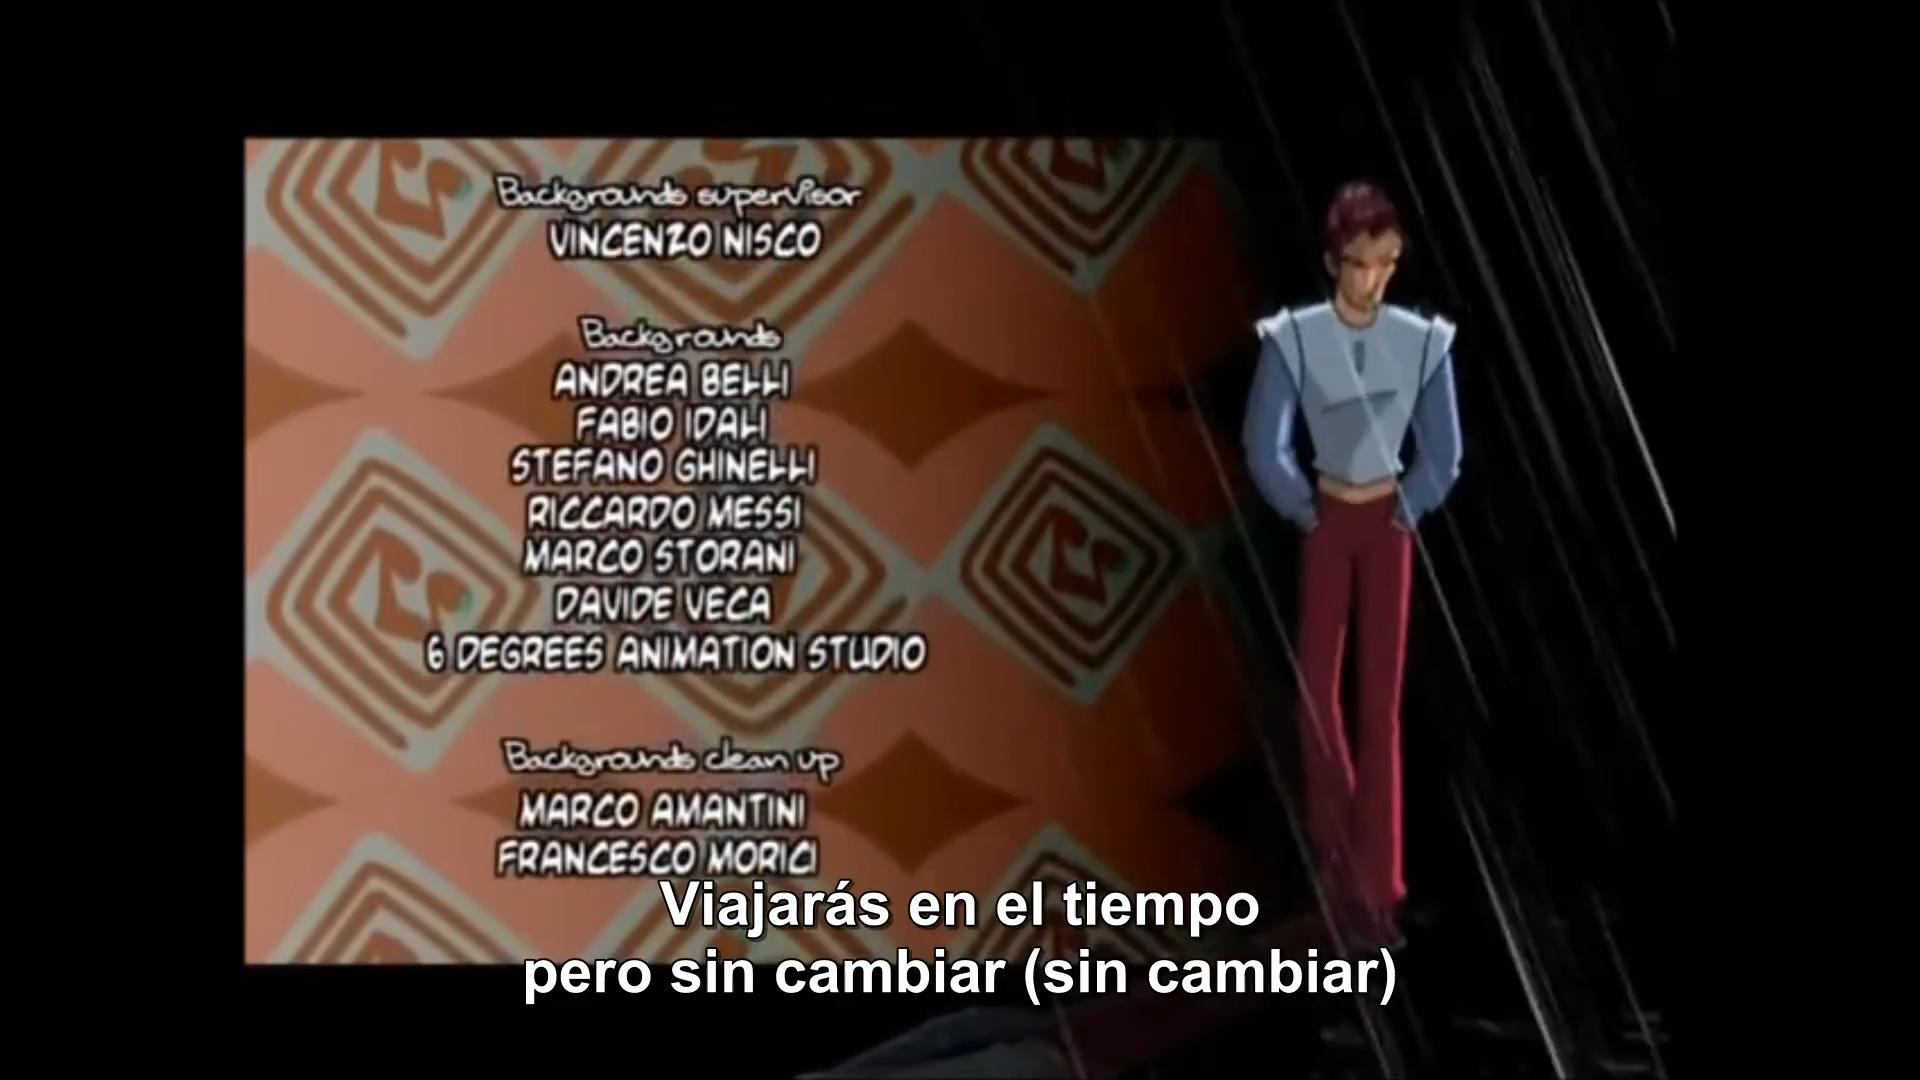 Backgrounds supervisor
VINCENZO NISCO
Backgrounds
ANDREA BELLI
FABIO IDALI
STEFANO GHINELLI
RICCARDO MESSI
MARCO STORANI
DAVIDE VECA
6 DEGREES ANIMATION STUDIO
Backgrounds clean up
MARCO AMANTINI
FRANCESCO MORICI
Viajarás en el tiempo
pero sin cambiar (sin cambiar)